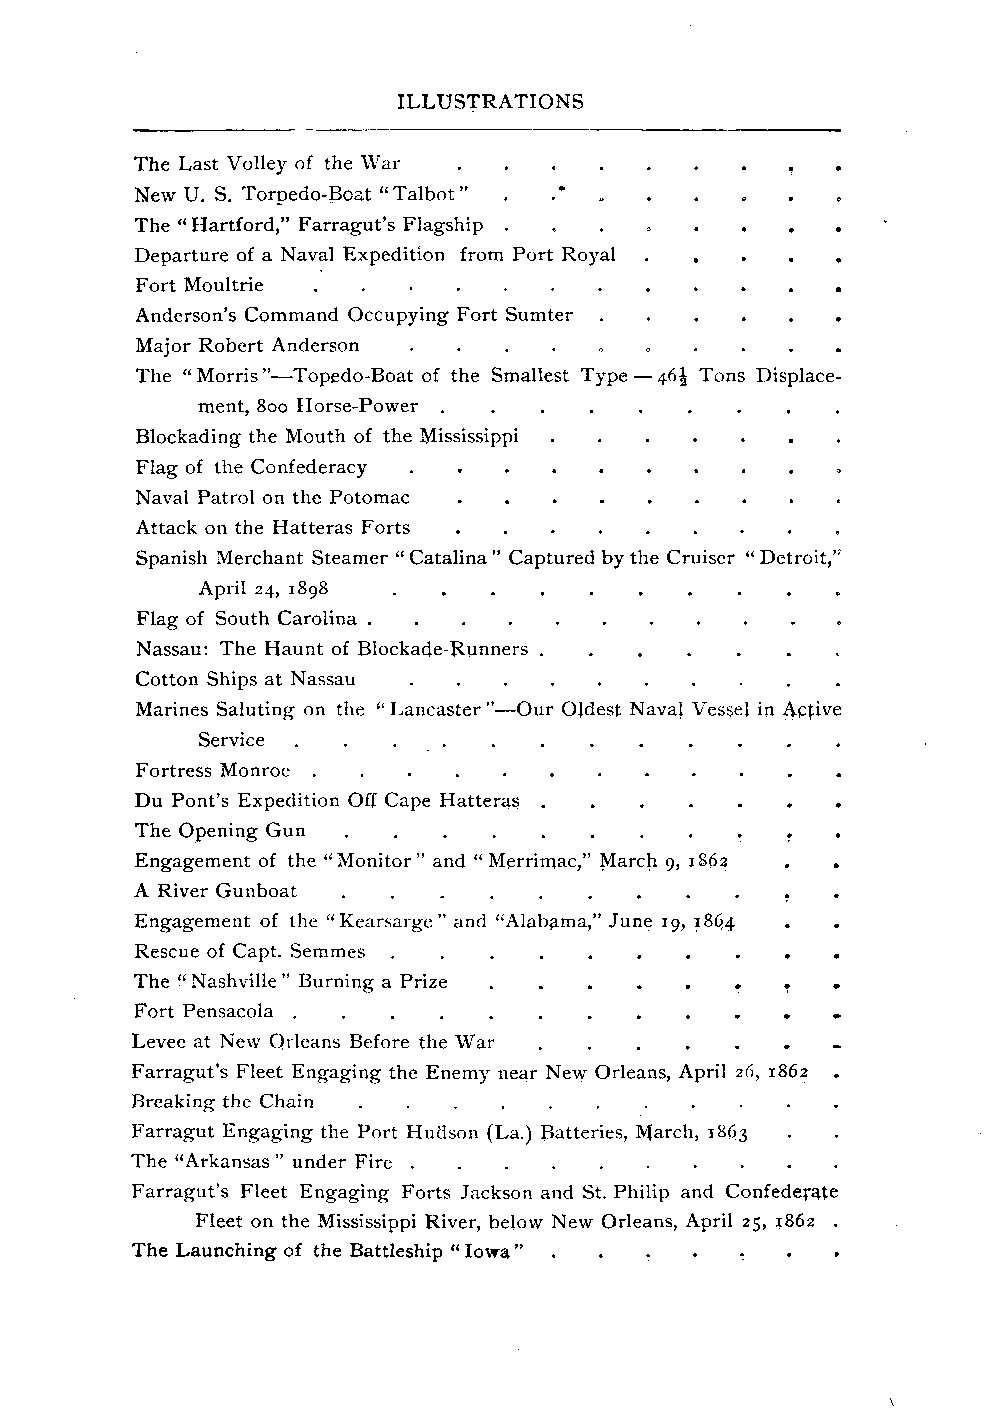 ILLUSTRATIONS
The Last Volley of the War . . . . . . . . .
New U. S. Torpedo-Boat "Talbot" . . . . . . . .
The "Hartford," Farragut's Flagship . . . . . . . .
Departure of a Naval Expedition from Port Royal . . . . .
Fort Moultrie . . . . . . . . . . . .
Anderson's Command Occupying Fort Sumter . . . . . .
Major Robert Anderson . . . . . . . . . .
The "Morris"—Topedo-Boat of the Smallest Type — 46½ Tons Displace-
ment, 800 Horse-Power . . . . . . . . .
Blockading the Mouth of the Mississippi . . . . . . .
Flag of the Confederacy . . . . . . . . . .
Naval Patrol on the Potomac . . . . . . . . .
Attack on the Hatteras Forts . . . . . . . . .
Spanish Merchant Steamer "Catalina" Captured by the Cruiser "Detroit,"
April 24, 1898 . . . . . . . . . .
Flag of South Carolina . . . . . . . . . . .
Nassau: The Haunt of Blockade-Runners . . . . . . .
Cotton Ships at Nassau . . . . . . . . . .
Marines Saluting on the "Lancaster"—Our Oldest Naval Vessel in Active
Service . . . . . . . . . . . .
Fortress Monroe . . . . . . . . . . . .
Du Pont's Expedition Off Cape Hatteras . . . . . . .
The Opening Gun . . . . . . . . . . .
Engagement of the "Monitor" and "Merrimac," March 9, 1862 . .
A River Gunboat . . . . . . . . . . .
Engagement of the "Kearsarge" and "Alabama," June 19, 1864 . .
Rescue of Capt. Semmes . . . . . . . . . .
The "Nashville" Burning a Prize . . . . . . . .
Fort Pensacola . . . . . . . . . . . .
Levee at New Orleans Before the War . . . . . . .
Farragut's Fleet Engaging the Enemy near New Orleans, April 26, 1862 .
Breaking the Chain . . . . . . . . . . .
Farragut Engaging the Port Hudson (La.) Batteries, March, 1863 . .
The "Arkansas" under Fire . . . . . . . . . .
Farragut's Fleet Engaging Forts Jackson and St. Philip and Confederate
Fleet on the Mississippi River, below New Orleans, April 25, 1862 .
The Launching of the Battleship "Iowa" . . . . . . .